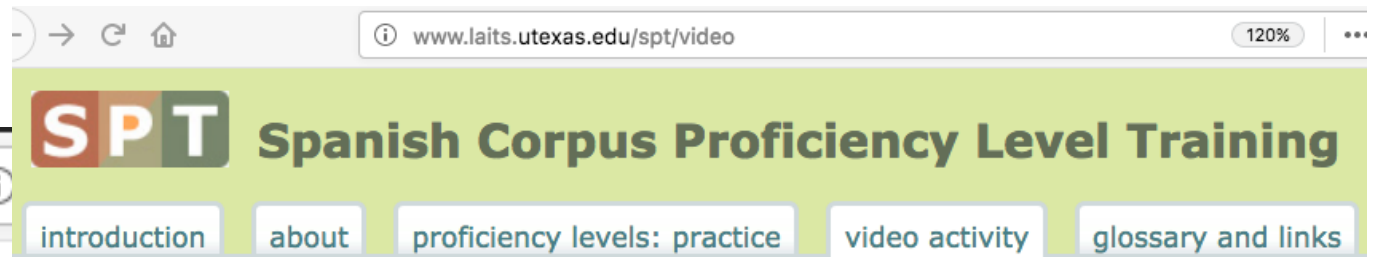 www.laits.utexas.edu/spt/video 120%
SPT Spanish Corpus Proficiency Level Training
introduction about proficiency levels: practice video activity glossary and links